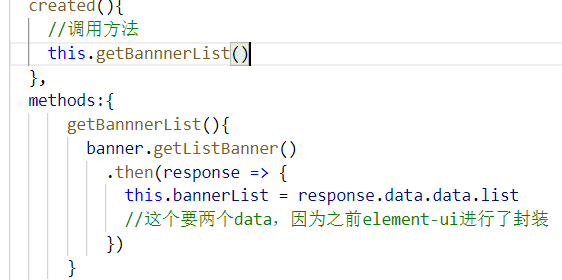 created(){
//调用方法
this.getBannnerList()
},
methods:{
getBannnerList(){
banner.getListBanner()
.then(response => {
this.bannerList = response.data.data.list
//这个要两个data，因为之前element-ui进行了封装
})
}